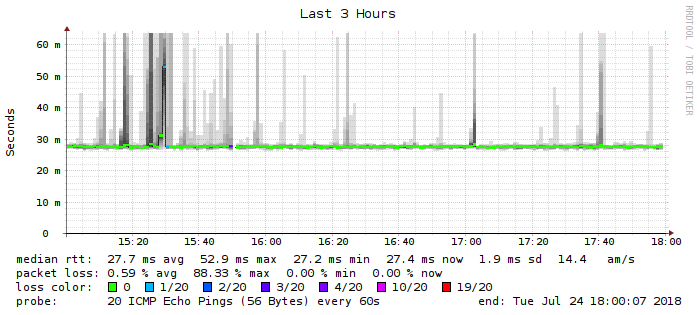 Last 3 Hours
RRDTOOL / TOBI OETIKER
Seconds
60 m
50 m
40 m
30 m
20 m
10 m
0
15:20 15:40 16:00 16:20 16:40 17:00 17:20 17:40 18:00
median rtt: 27.7 ms avg 52.9 ms max 27.2 ms min 27.4 ms now 1.9 ms sd 14.4 am/s
packet loss: 0.59 % avg 88.33 % max 0.00 % min 0.00 % now
loss color: 0 1/20 2/20 3/20 4/20 10/20 19/20
probe: 20 ICMP Echo Pings (56 Bytes) every 60s end: Tue Jul 24 18:00:07 2018